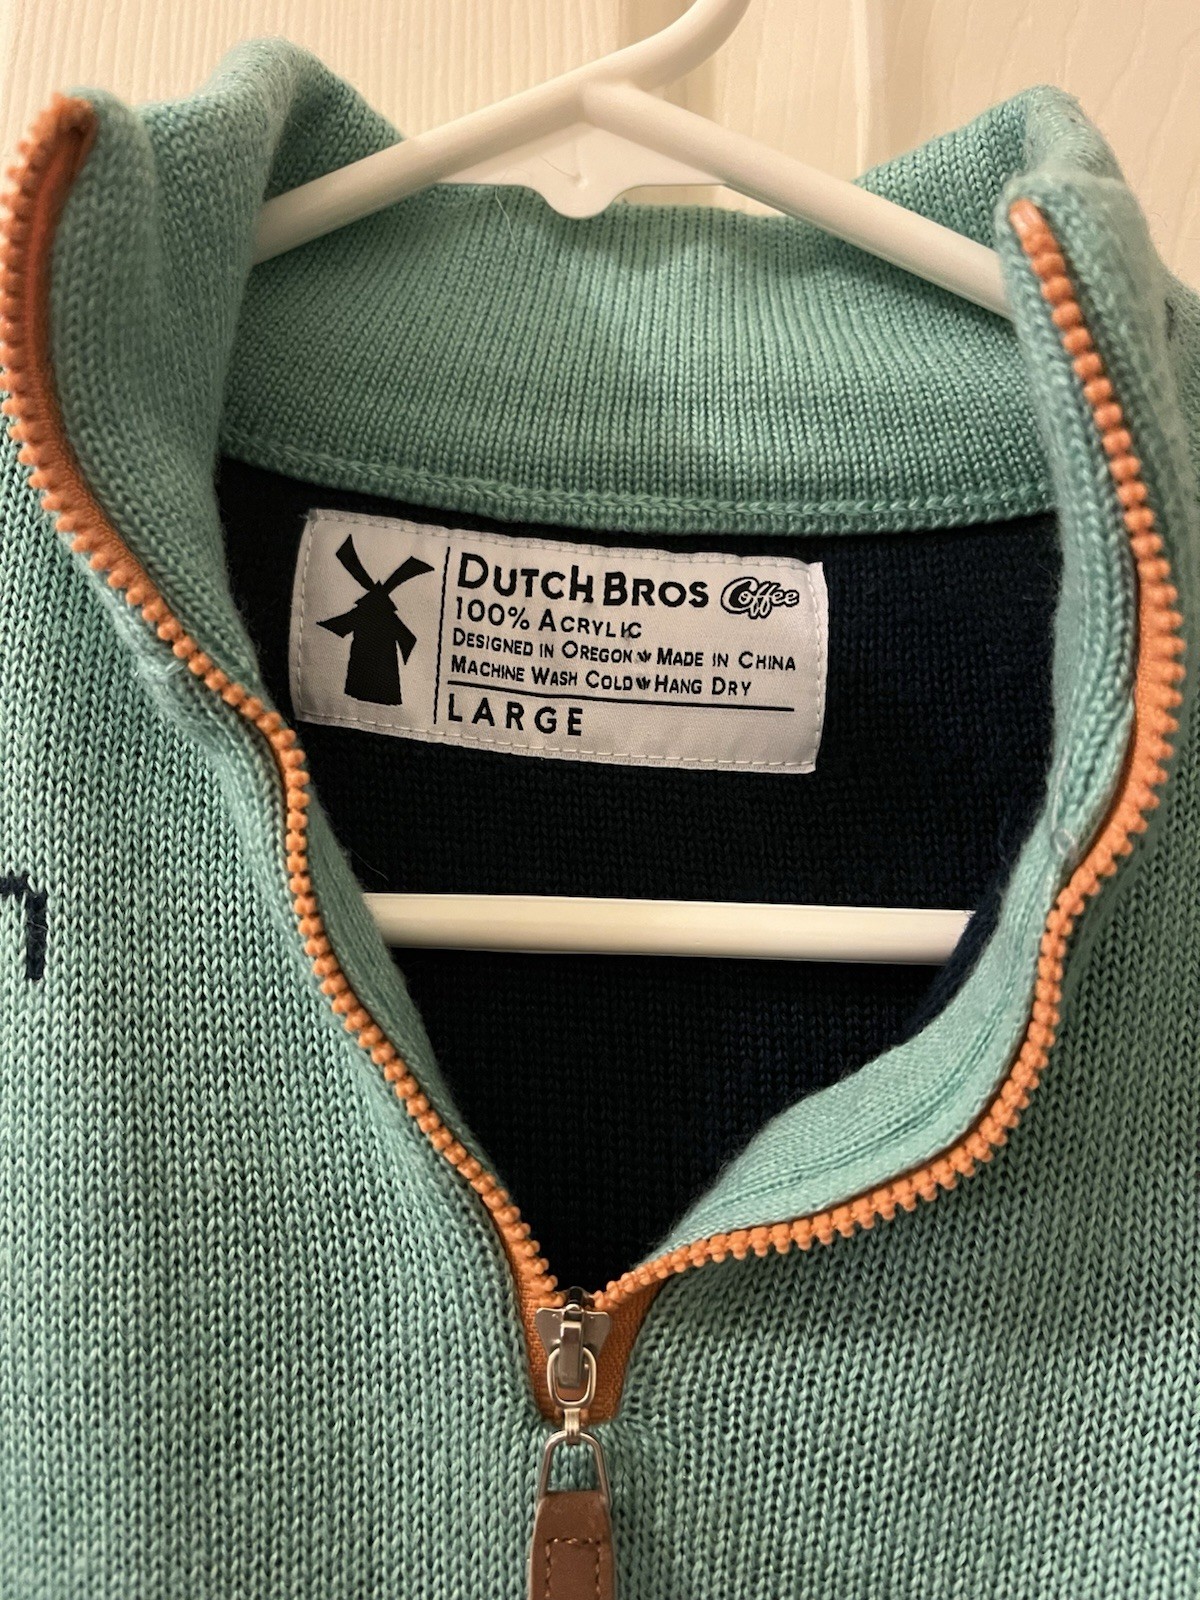 DUTCH BROS Coffee
100% ACRYLIC
DESIGNED IN OREGON MADE IN CHINA
MACHINE WASH COLD HANG DRY
LARGE